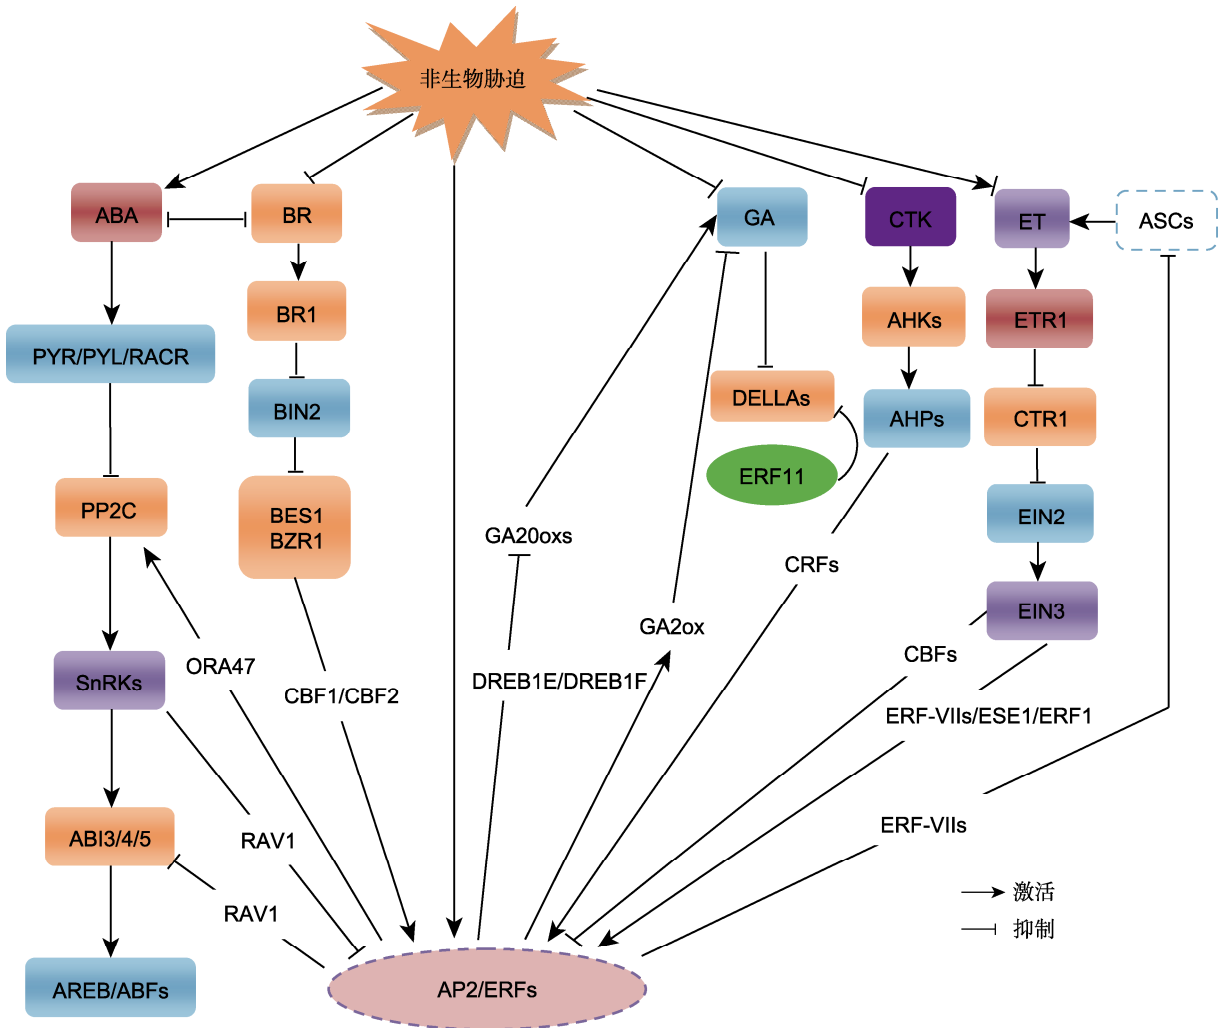 非生物胁迫
ABA
BR
GA
CTK
ET
ASCs
BR1
AHKs
ETR1
PYR/PYL/RACR
BIN2
DELLAs
AHPs
CTR1
ERF11
PP2C
BES1
BZR1
EIN2
GA20oxs
CRFs
EIN3
GA2ox
CBFs
ORA47
SnRKs
CBF1/CBF2
DREB1E/DREB1F
ERF-VIIs/ESE1/ERF1
ABI3/4/5
RAV1
ERF-VIIs
RAV1
激活
抑制
AREB/ABFs
AP2/ERFs